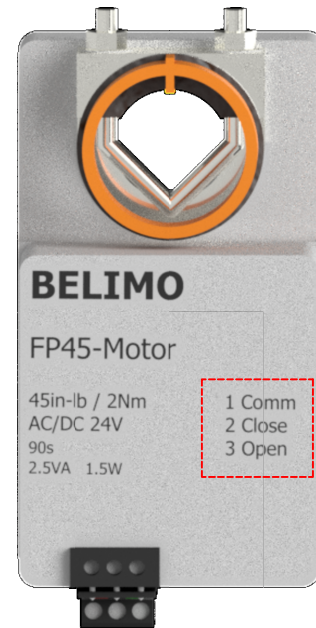 BELIMO
FP45-Motor
45in-lb / 2Nm
AC/DC 24V
90s
2.5VA 1.5W
1 Comm
2 Close
3 Open